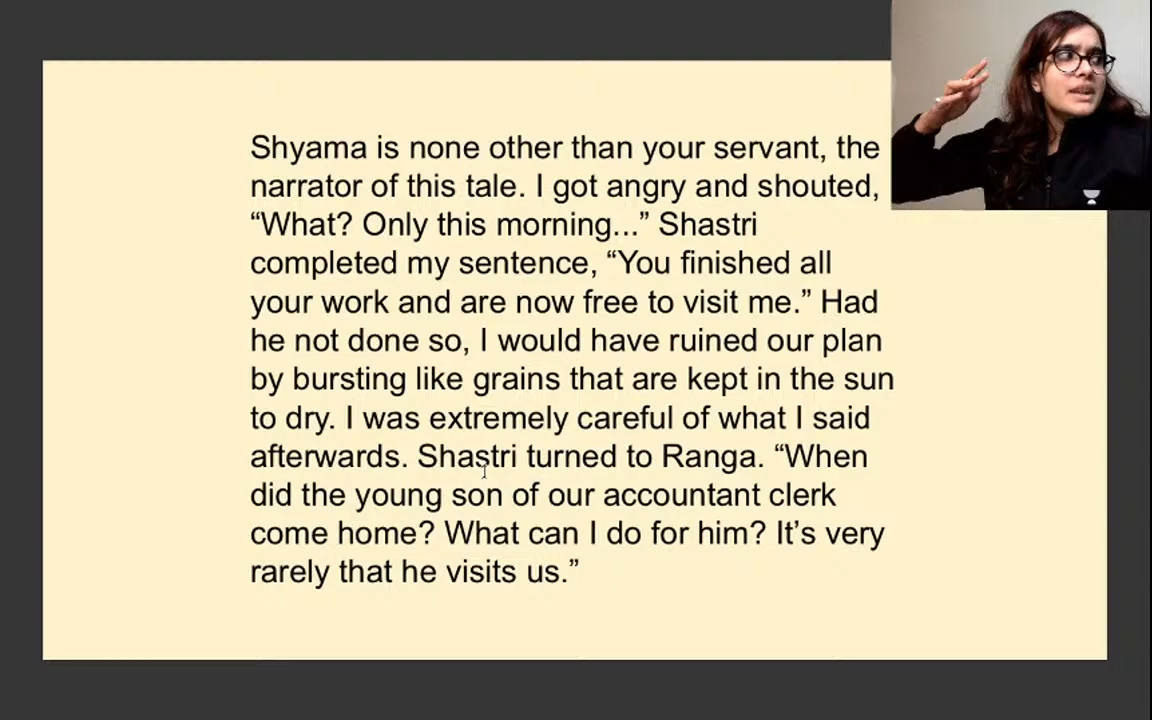 Shyama is none other than your servant, the
narrator of this tale. I got angry and shouted,
“What? Only this morning...” Shastri
completed my sentence, “You finished all
your work and are now free to visit me.” Had
he not done so, I would have ruined our plan
by bursting like grains that are kept in the sun
to dry. I was extremely careful of what I said
afterwards. Shastri turned to Ranga. “When
did the young son of our accountant clerk
come home? What can I do for him? It’s very
rarely that he visits us.”